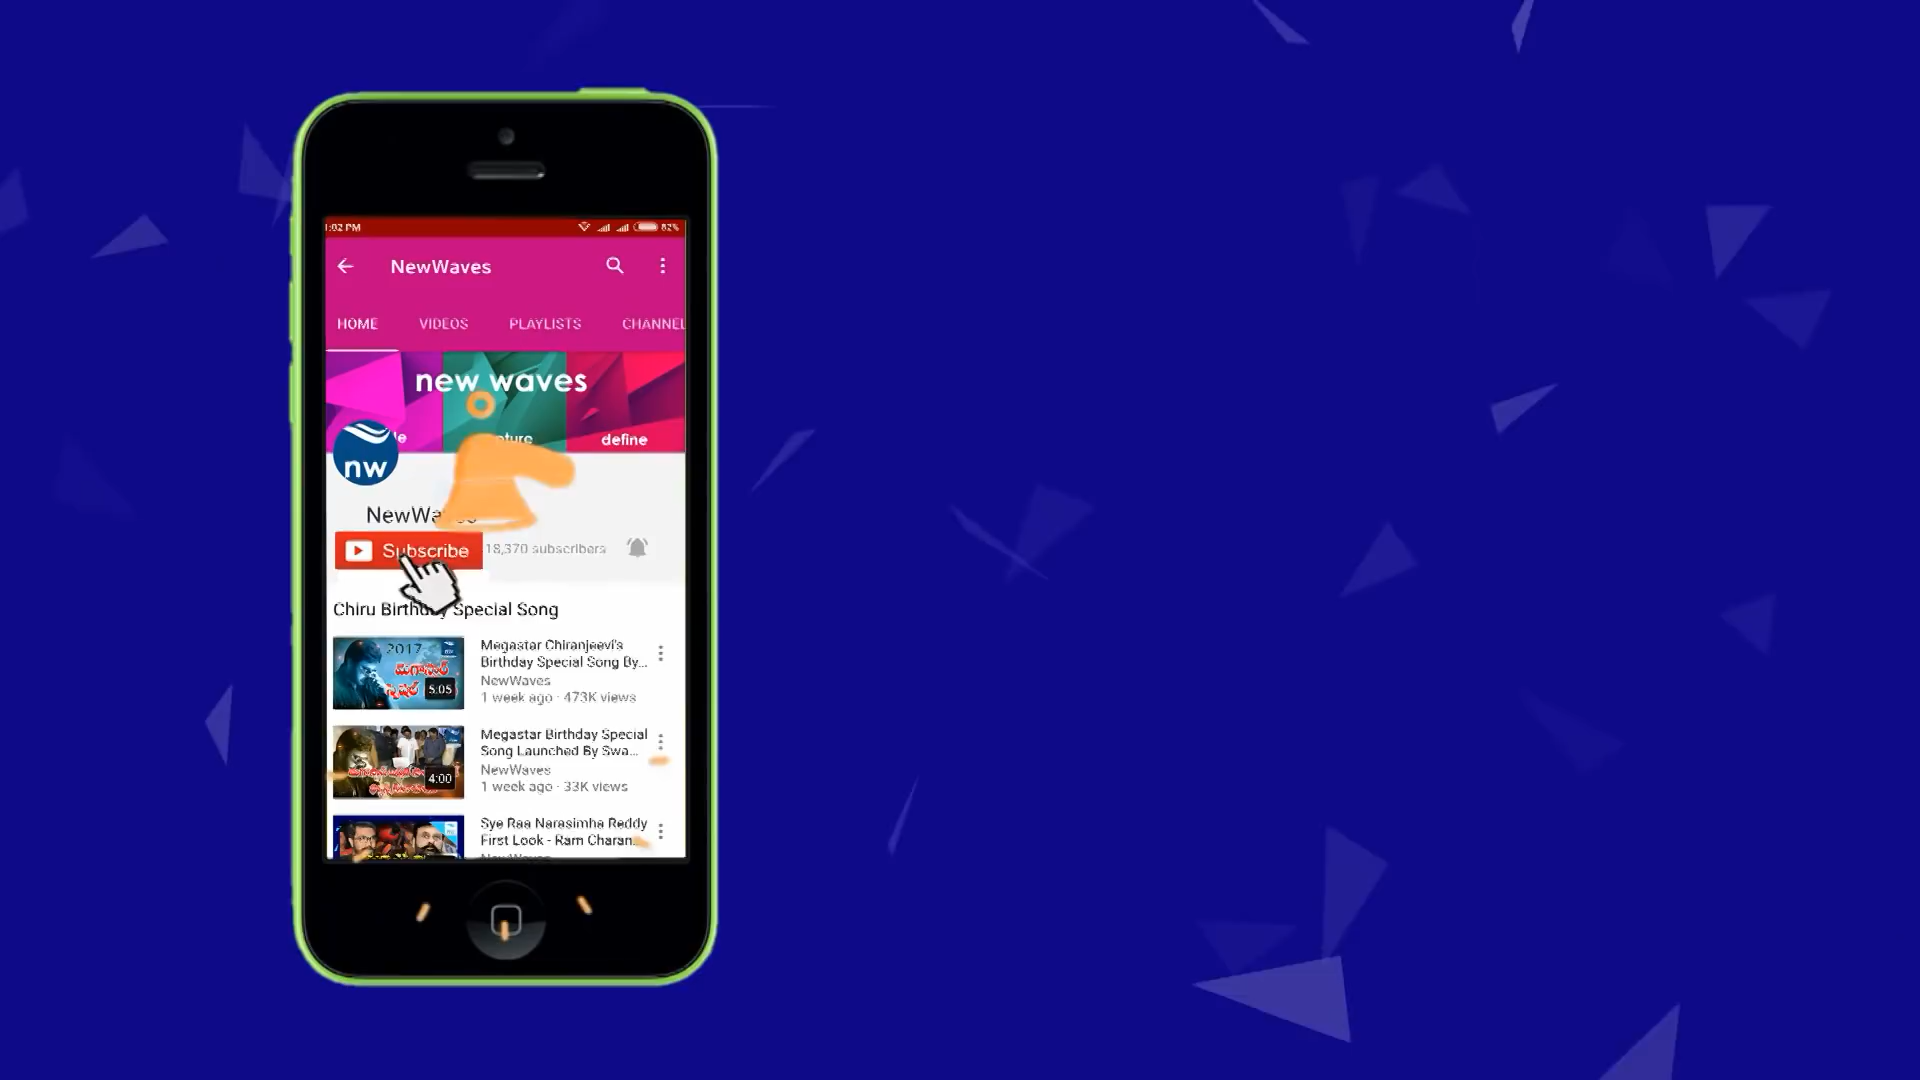 1:02 PM
82%
NewWaves
HOME VIDEOS PLAYLISTS CHANNEL
new waves
define
nw
Subscribe
18,370 subscribers
Chiru Birthday Special Song
2017
మెగాస్టార్
5:05
Megastar Chiranjeevi's
Birthday Special Song By...
NewWaves
1 week ago · 473K views
4:00
Megastar Birthday Special
Song Launched By Swa...
NewWaves
1 week ago · 33K views
Sye Raa Narasimha Reddy
First Look - Ram Charan...
NewWaves